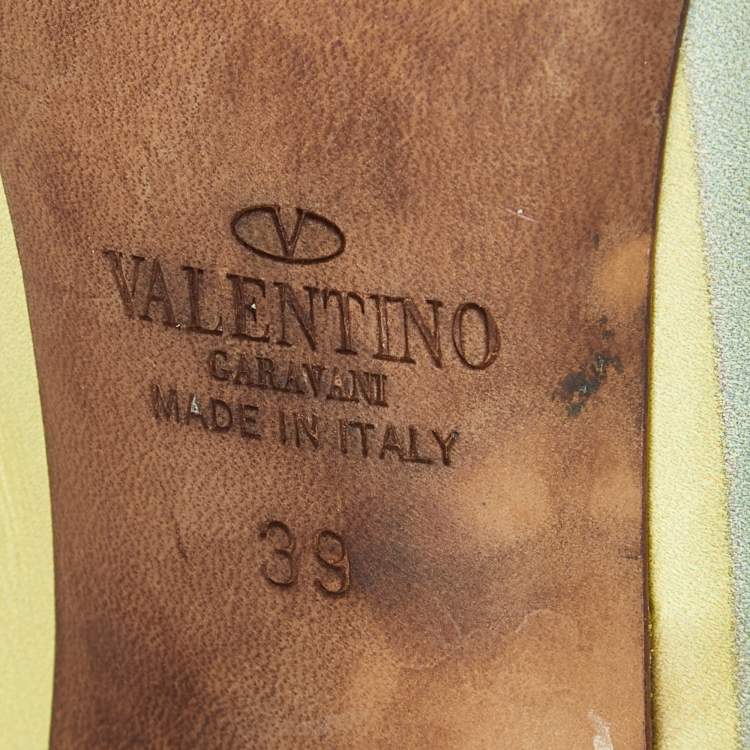 V
VALENTINO
GARAVANI
MADE IN ITALY
39